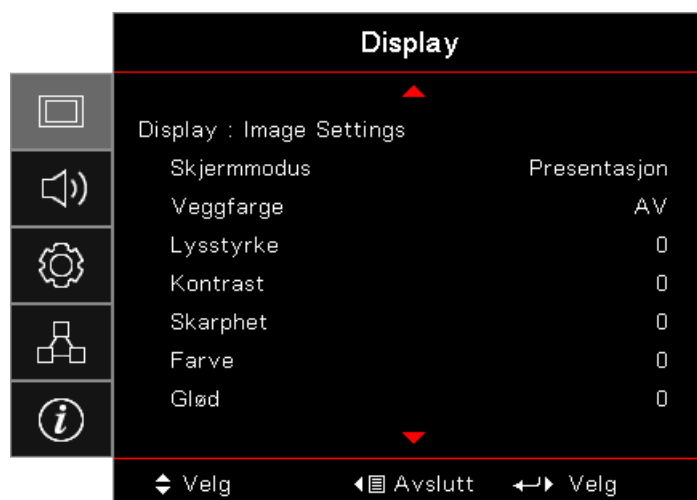 Display
Display : Image Settings
Skjermmodus Presentasjon
Veggfarge AV
Lysstyrke 0
Kontrast 0
Skarphet 0
Farve 0
Glød 0
Velg Avslutt Velg